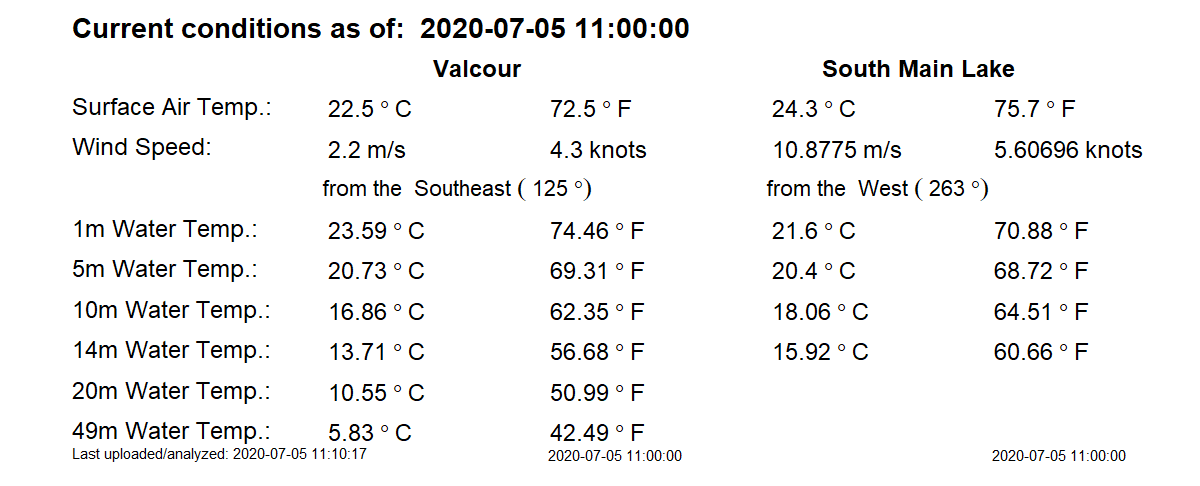 Current conditions as of: 2020-07-05 11:00:00
Valcour South Main Lake
Surface Air Temp.: 22.5 ° C 72.5 ° F 24.3 ° C 75.7 ° F
Wind Speed: 2.2 m/s 4.3 knots 10.8775 m/s 5.60696 knots
from the Southeast ( 125 °) from the West ( 263 °)
1m Water Temp.: 23.59 ° C 74.46 ° F 21.6 ° C 70.88 ° F
5m Water Temp.: 20.73 ° C 69.31 ° F 20.4 ° C 68.72 ° F
10m Water Temp.: 16.86 ° C 62.35 ° F 18.06 ° C 64.51 ° F
14m Water Temp.: 13.71 ° C 56.68 ° F 15.92 ° C 60.66 ° F
20m Water Temp.: 10.55 ° C 50.99 ° F
49m Water Temp.: 5.83 ° C 42.49 ° F
Last uploaded/analyzed: 2020-07-05 11:10:17 2020-07-05 11:00:00 2020-07-05 11:00:00